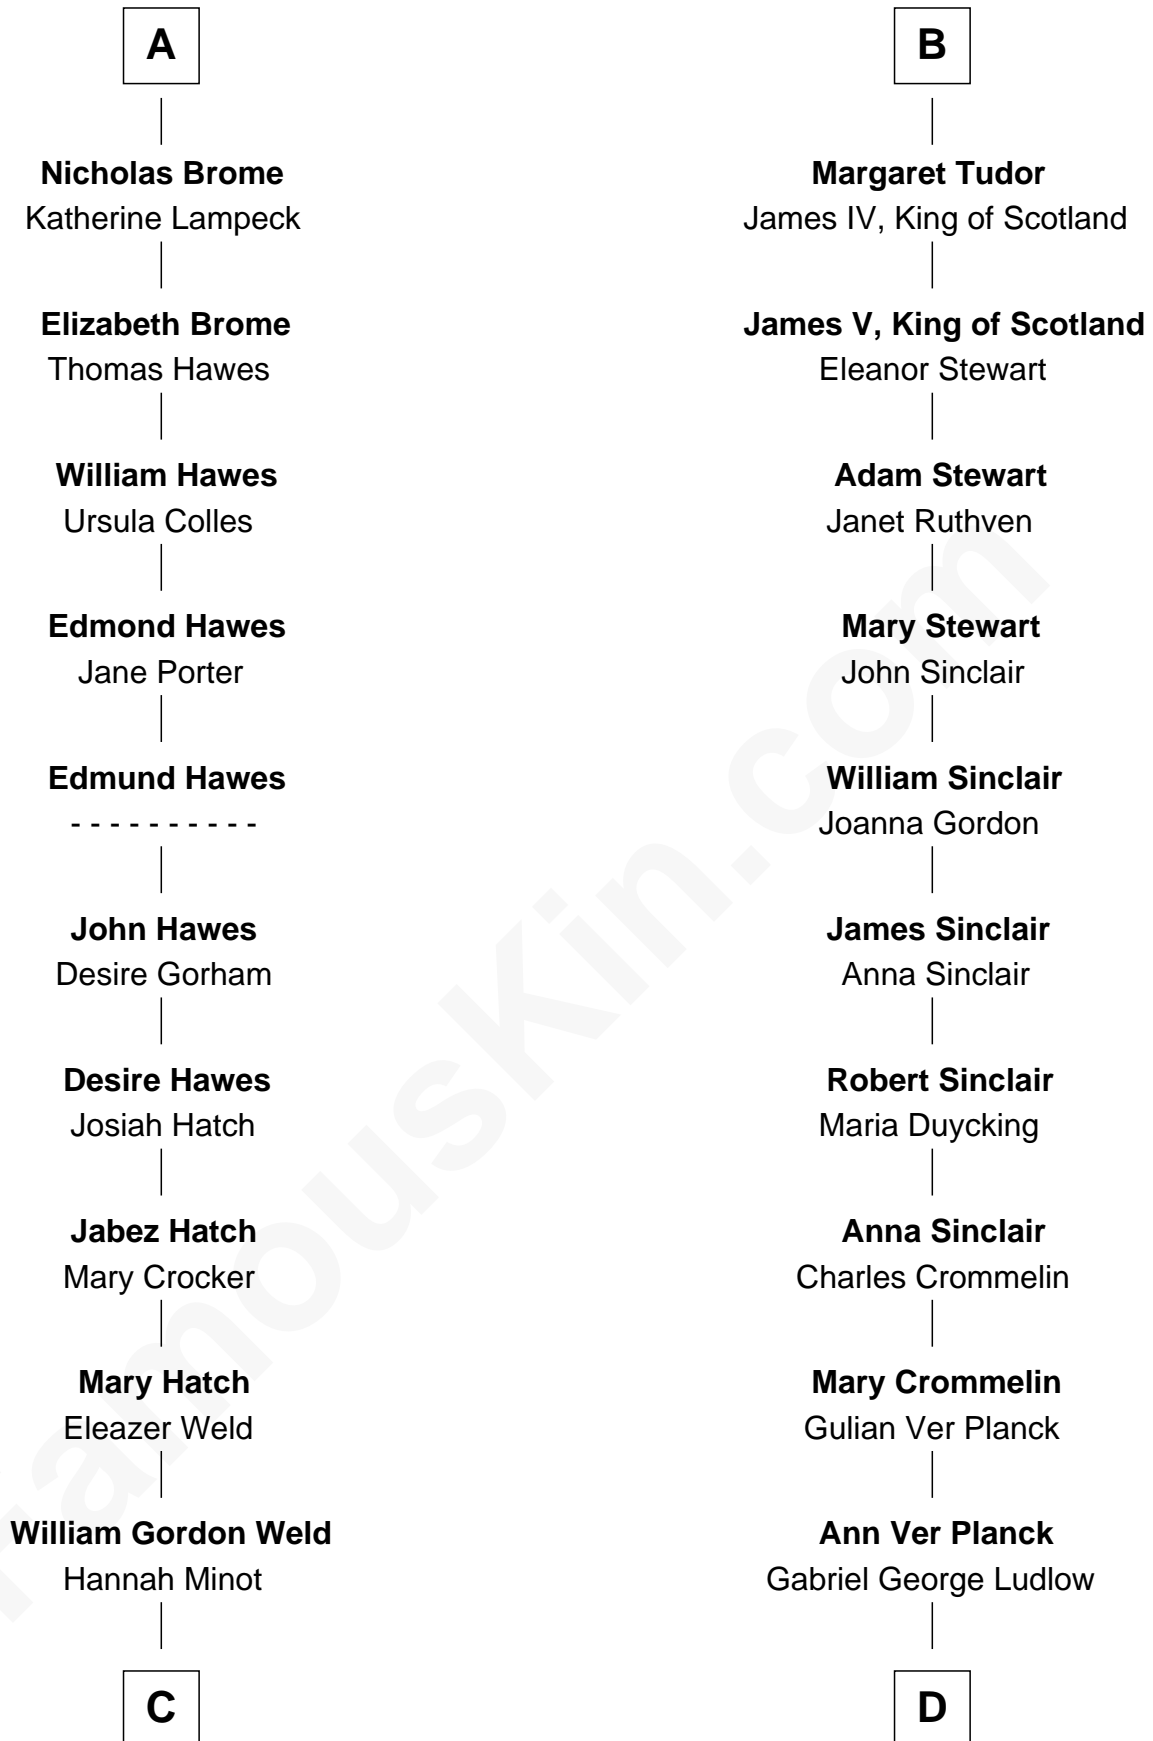 A
Nicholas Brome
Katherine Lampeck
Elizabeth Brome
Thomas Hawes
William Hawes
Ursula Colles
Edmond Hawes
Jane Porter
Edmund Hawes
- - - - - - - - - -
John Hawes
Desire Gorham
Desire Hawes
Josiah Hatch
Jabez Hatch
Mary Crocker
Mary Hatch
Eleazer Weld
William Gordon Weld
Hannah Minot
C
B
Margaret Tudor
James IV, King of Scotland
James V, King of Scotland
Eleanor Stewart
Adam Stewart
Janet Ruthven
Mary Stewart
John Sinclair
William Sinclair
Joanna Gordon
James Sinclair
Anna Sinclair
Robert Sinclair
Maria Duycking
Anna Sinclair
Charles Crommelin
Mary Crommelin
Gulian Ver Planck
Ann Ver Planck
Gabriel George Ludlow
D
FamousKin.com